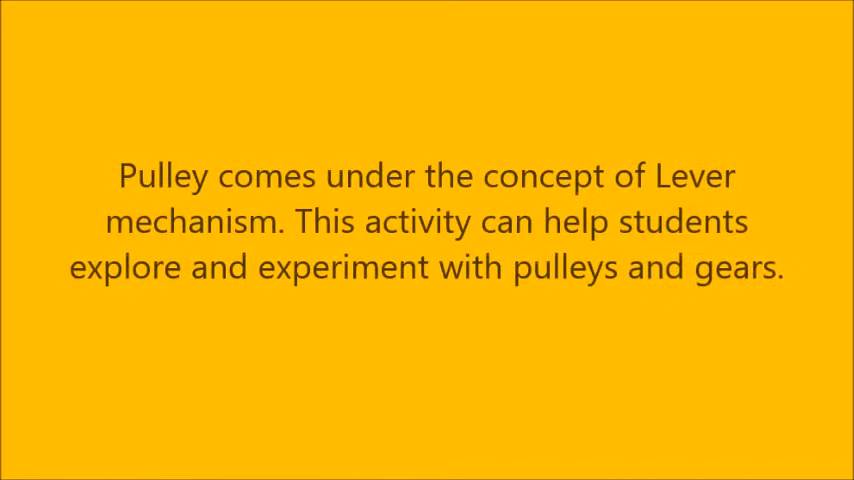 Pulley comes under the concept of Lever
mechanism. This activity can help students
explore and experiment with pulleys and gears.